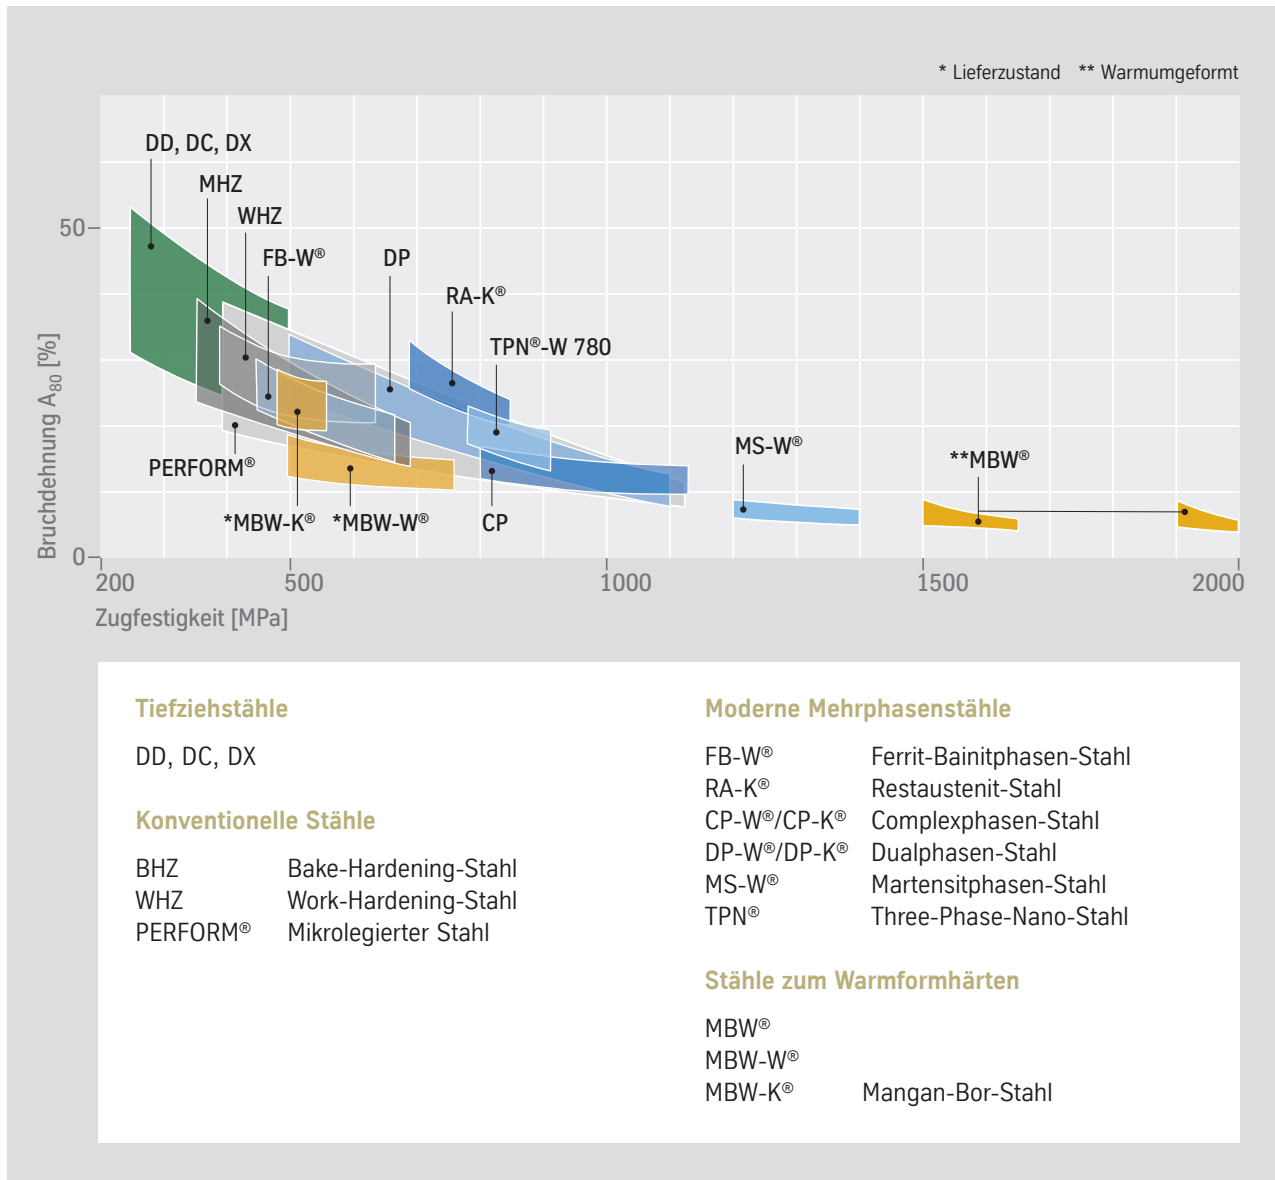 * Lieferzustand ** Warmumgeformt
DD, DC, DX
MHZ
WHZ
FB-W®
DP
RA-K®
TPN®-W 780
MS-W®
**MBW®
PERFORM®
*MBW-K®
*MBW-W®
CP
50
0
Bruchdehnung A80 [%]
200
500
1000
1500
2000
Zugfestigkeit [MPa]
Tiefziehstähle
DD, DC, DX
Konventionelle Stähle
BHZ Bake-Hardening-Stahl
WHZ Work-Hardening-Stahl
PERFORM® Mikrolegierter Stahl
Moderne Mehrphasenstähle
FB-W® Ferrit-Bainitphasen-Stahl
RA-K® Restaustenit-Stahl
CP-W®/CP-K® Complexphasen-Stahl
DP-W®/DP-K® Dualphasen-Stahl
MS-W® Martensitphasen-Stahl
TPN® Three-Phase-Nano-Stahl
Stähle zum Warmformhärten
MBW®
MBW-W®
MBW-K® Mangan-Bor-Stahl